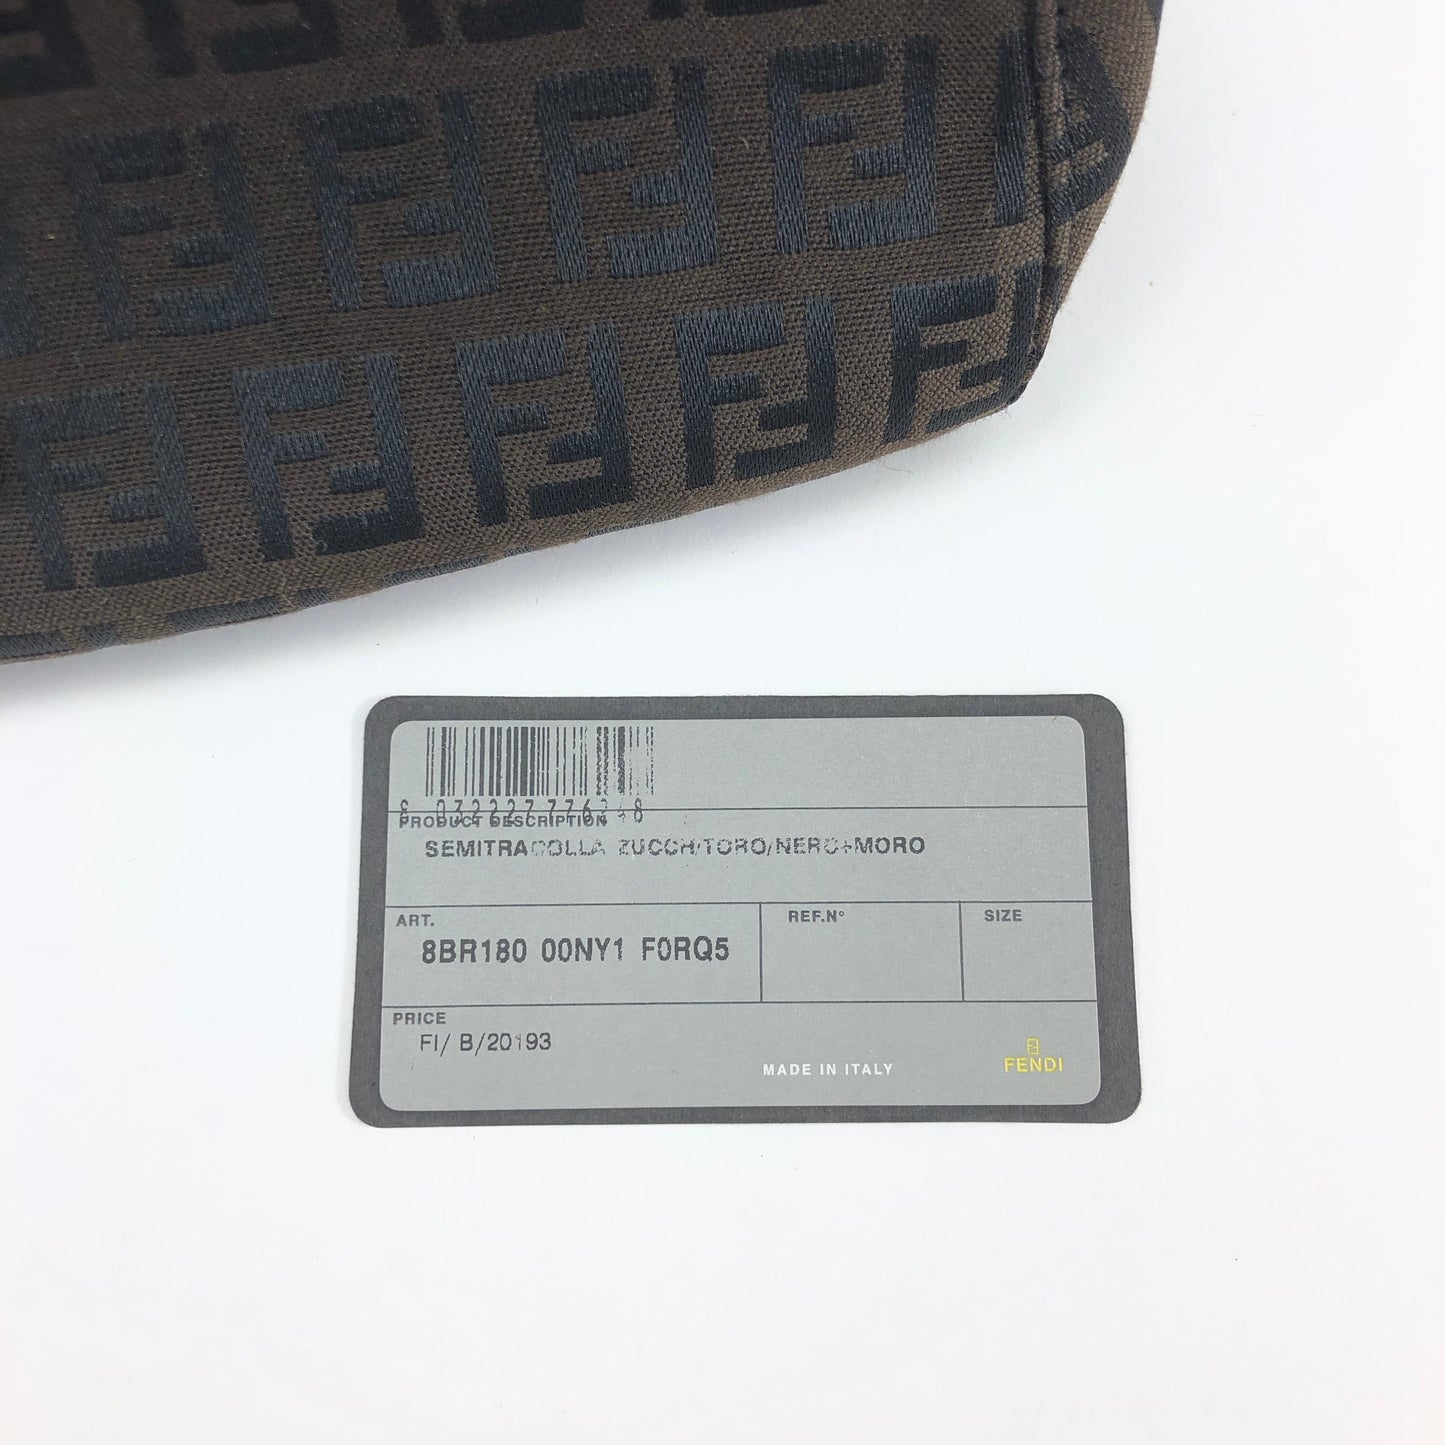 PRODUCT DESCRIPTION
SEMITRACOLLA ZUCCH/TORO/NERO+MORO
ART.
REF.N°
SIZE
8BR180 00NY1 F0RQ5
PRICE
FI/ B/20193
MADE IN ITALY
FENDI